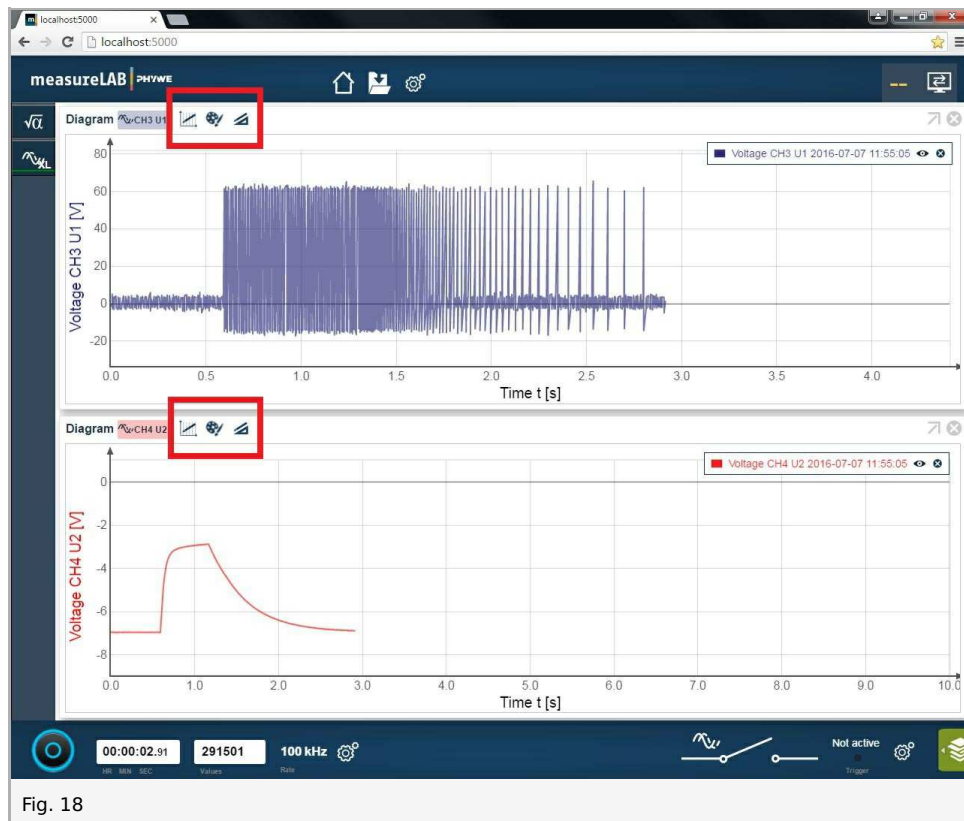 localhost:5000
localhost:5000
measureLAB PHYWE
--
√α
Diagram CH3 U1
Voltage CH3 U1 2016-07-07 11:55:05
Voltage CH3 U1 [V]
80
60
40
20
0
-20
0.0 0.5 1.0 1.5 2.0 2.5 3.0 3.5 4.0
Time t [s]
XL
Diagram CH4 U2
Voltage CH4 U2 2016-07-07 11:55:05
Voltage CH4 U2 [V]
0
-2
-4
-6
-8
0.0 1.0 2.0 3.0 4.0 5.0 6.0 7.0 8.0 9.0 10.0
Time t [s]
00:00:02.91 291501 100 kHz Not active
HR MIN SEC Values Rate Trigger
Fig. 18